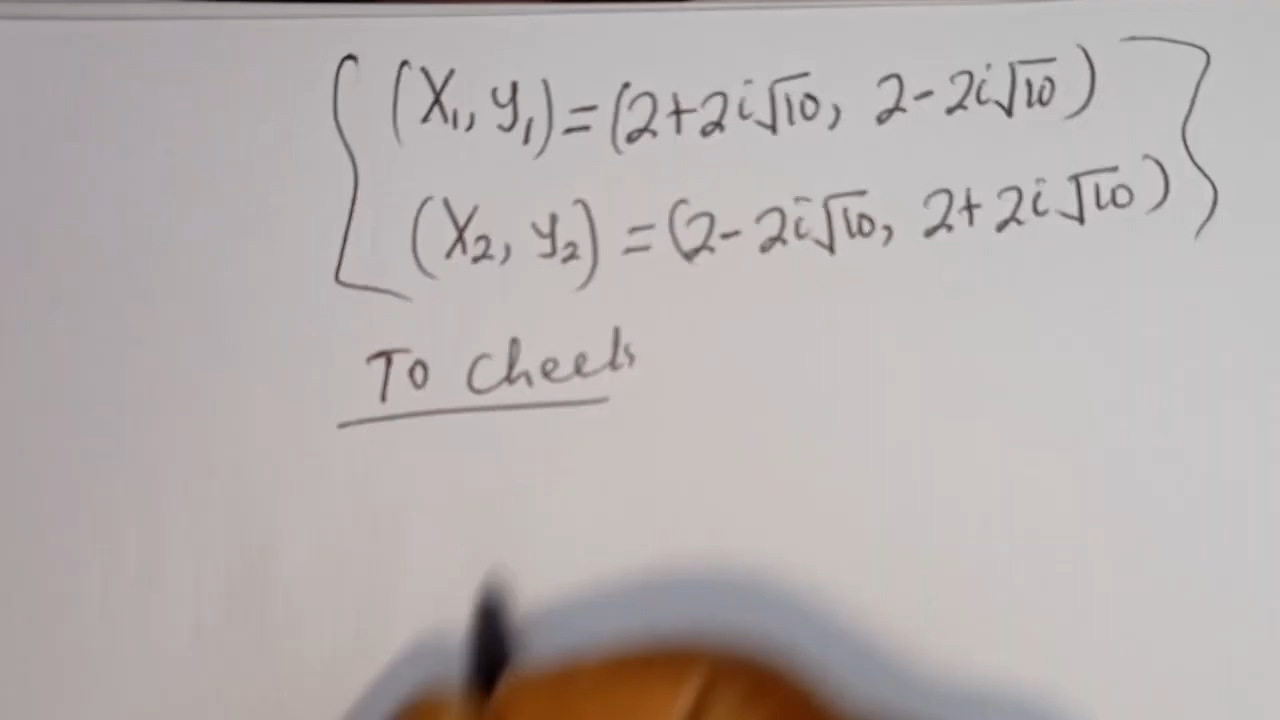 (X₁, y₁) = (2+2i√10, 2-2i√10)
(X₂, y₂) = (2-2i√10, 2+2i√10)
To Check